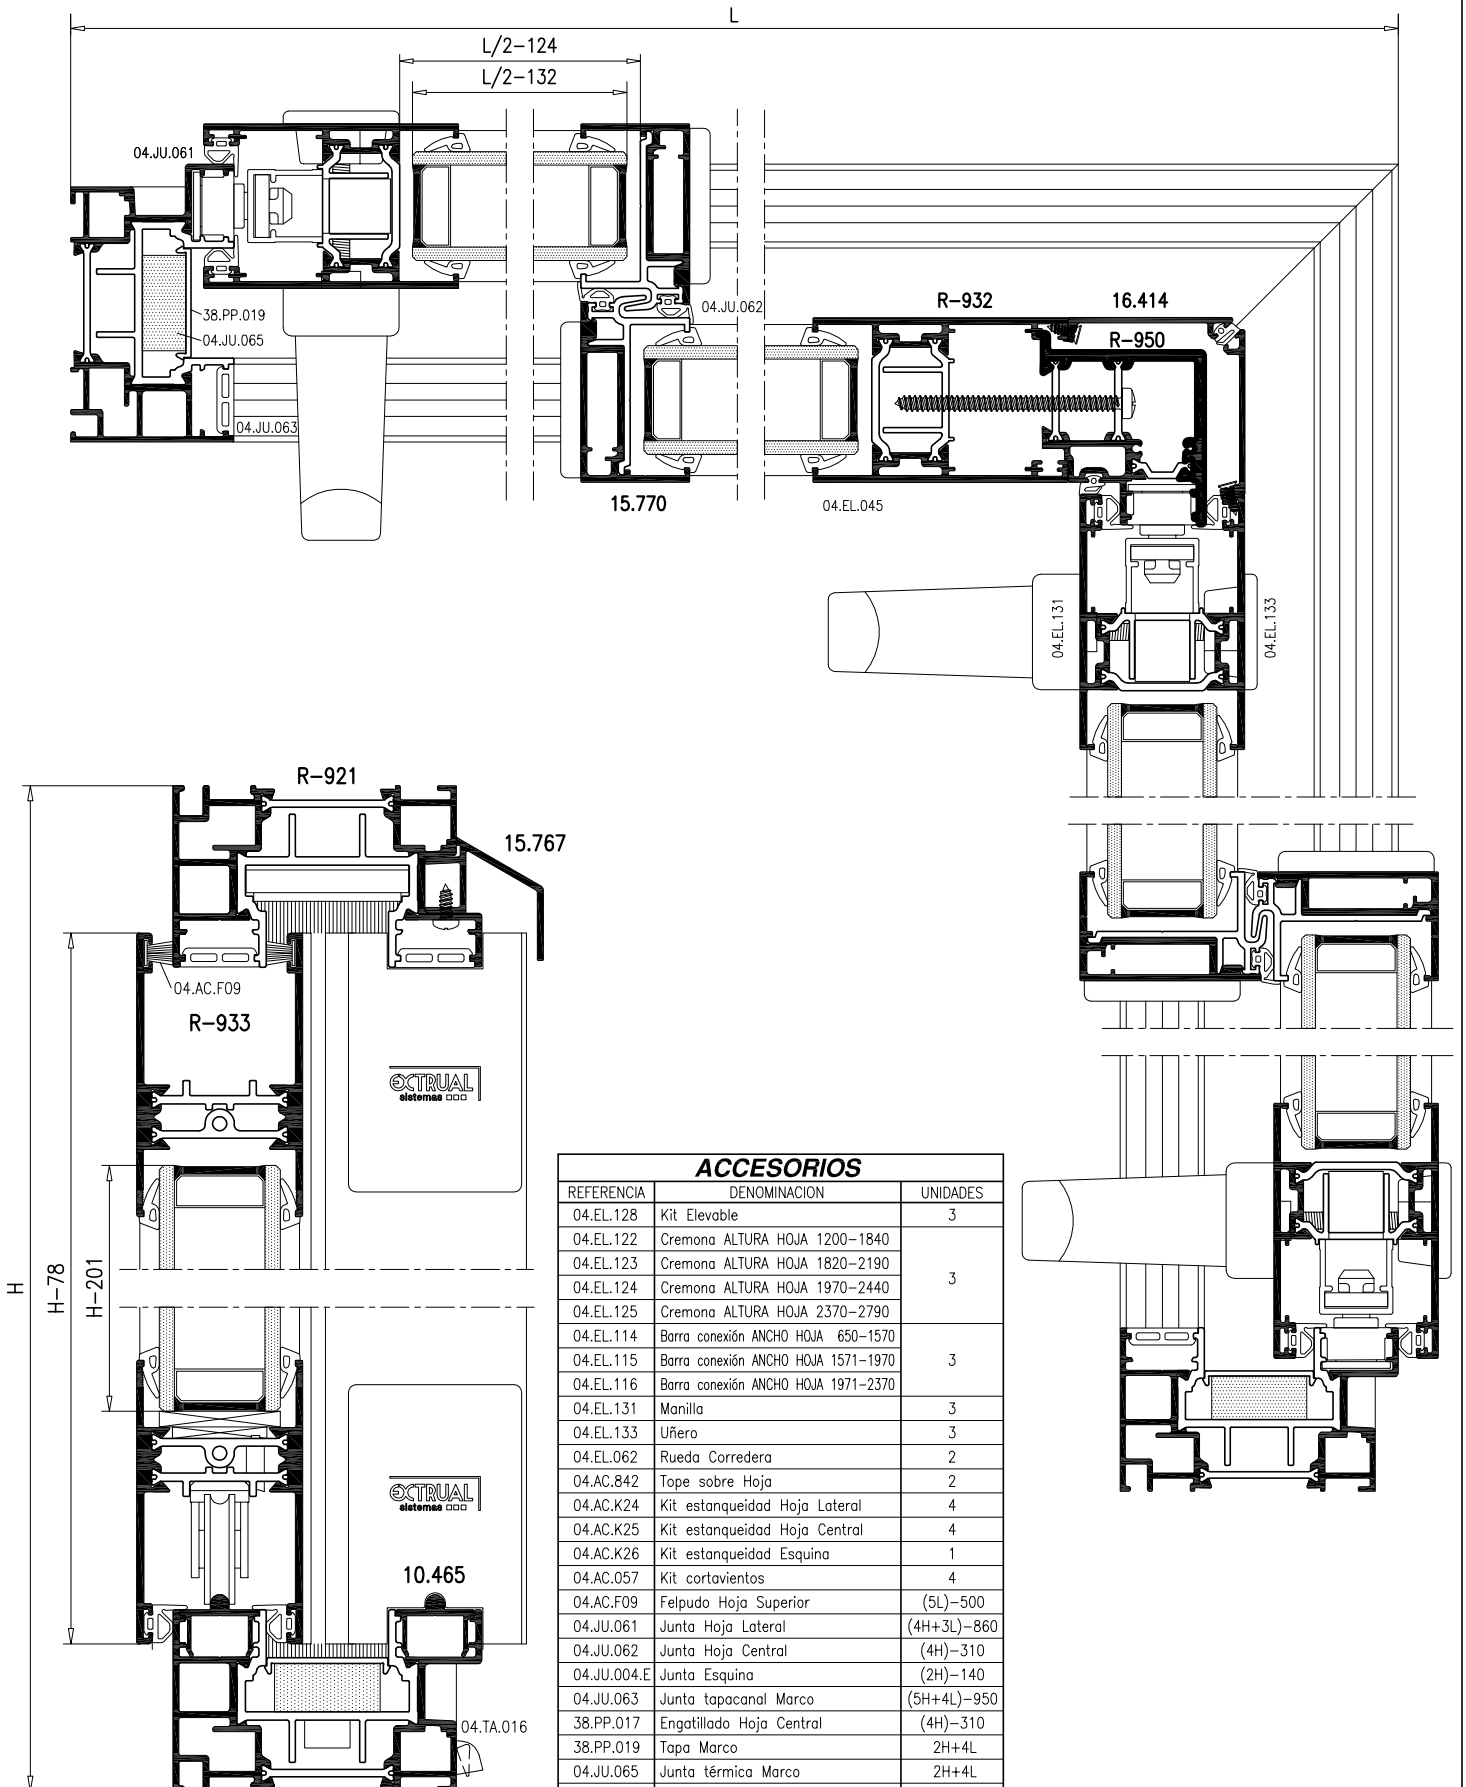 L
L/2-124
L/2-132
04.JU.061
38.PP.019
04.JU.065
04.JU.063
04.JU.062
R-932
16.414
R-950
15.770
04.EL.045
04.EL.131
04.EL.133
R-921
15.767
04.AC.F09
R-933
H
H-78
H-201
EXTRUAL
sistemas
EXTRUAL
sistemas
10.465
04.TA.016
ACCESORIOS
REFERENCIA DENOMINACION UNIDADES
04.EL.128 Kit Elevable 3
04.EL.122 Cremona ALTURA HOJA 1200-1840
04.EL.123 Cremona ALTURA HOJA 1820-2190
04.EL.124 Cremona ALTURA HOJA 1970-2440
3
04.EL.125 Cremona ALTURA HOJA 2370-2790
04.EL.114 Barra conexión ANCHO HOJA 650-1570
04.EL.115 Barra conexión ANCHO HOJA 1571-1970 3
04.EL.116 Barra conexión ANCHO HOJA 1971-2370
04.EL.131 Manilla 3
04.EL.133 Uñero 3
04.EL.062 Rueda Corredera 2
04.AC.842 Tope sobre Hoja 2
04.AC.K24 Kit estanqueidad Hoja Lateral 4
04.AC.K25 Kit estanqueidad Hoja Central 4
04.AC.K26 Kit estanqueidad Esquina 1
04.AC.057 Kit cortavientos 4
04.AC.F09 Felpudo Hoja Superior (5L)-500
04.JU.061 Junta Hoja Lateral (4H+3L)-860
04.JU.062 Junta Hoja Central (4H)-310
04.JU.004.E Junta Esquina (2H)-140
04.JU.063 Junta tapacanal Marco (5H+4L)-950
38.PP.017 Engatillado Hoja Central (4H)-310
38.PP.019 Tapa Marco 2H+4L
04.JU.065 Junta térmica Marco 2H+4L